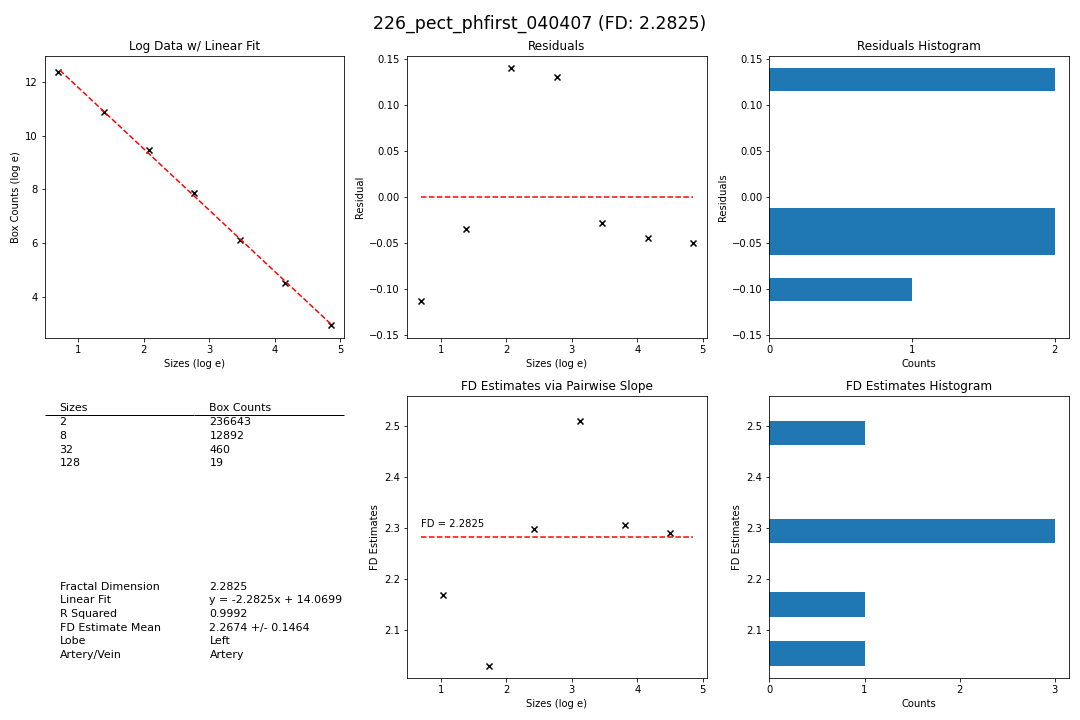 226_pect_phfirst_040407 (FD: 2.2825)
Log Data w/ Linear Fit
Box Counts (log e)
12
10
8
6
4
1 2 3 4 5
Sizes (log e)
Residuals
Residual
0.15
0.10
0.05
0.00
−0.05
−0.10
−0.15
1 2 3 4 5
Sizes (log e)
Residuals Histogram
Residuals
0.15
0.10
0.05
0.00
−0.05
−0.10
−0.15
0 1 2
Counts
Sizes Box Counts
2 236643
8 12892
32 460
128 19
Fractal Dimension 2.2825
Linear Fit y = -2.2825x + 14.0699
R Squared 0.9992
FD Estimate Mean 2.2674 +/- 0.1464
Lobe Left
Artery/Vein Artery
FD Estimates via Pairwise Slope
FD Estimates
2.5
2.4
2.3
2.2
2.1
FD = 2.2825
1 2 3 4 5
Sizes (log e)
FD Estimates Histogram
FD Estimates
2.5
2.4
2.3
2.2
2.1
0 1 2 3
Counts